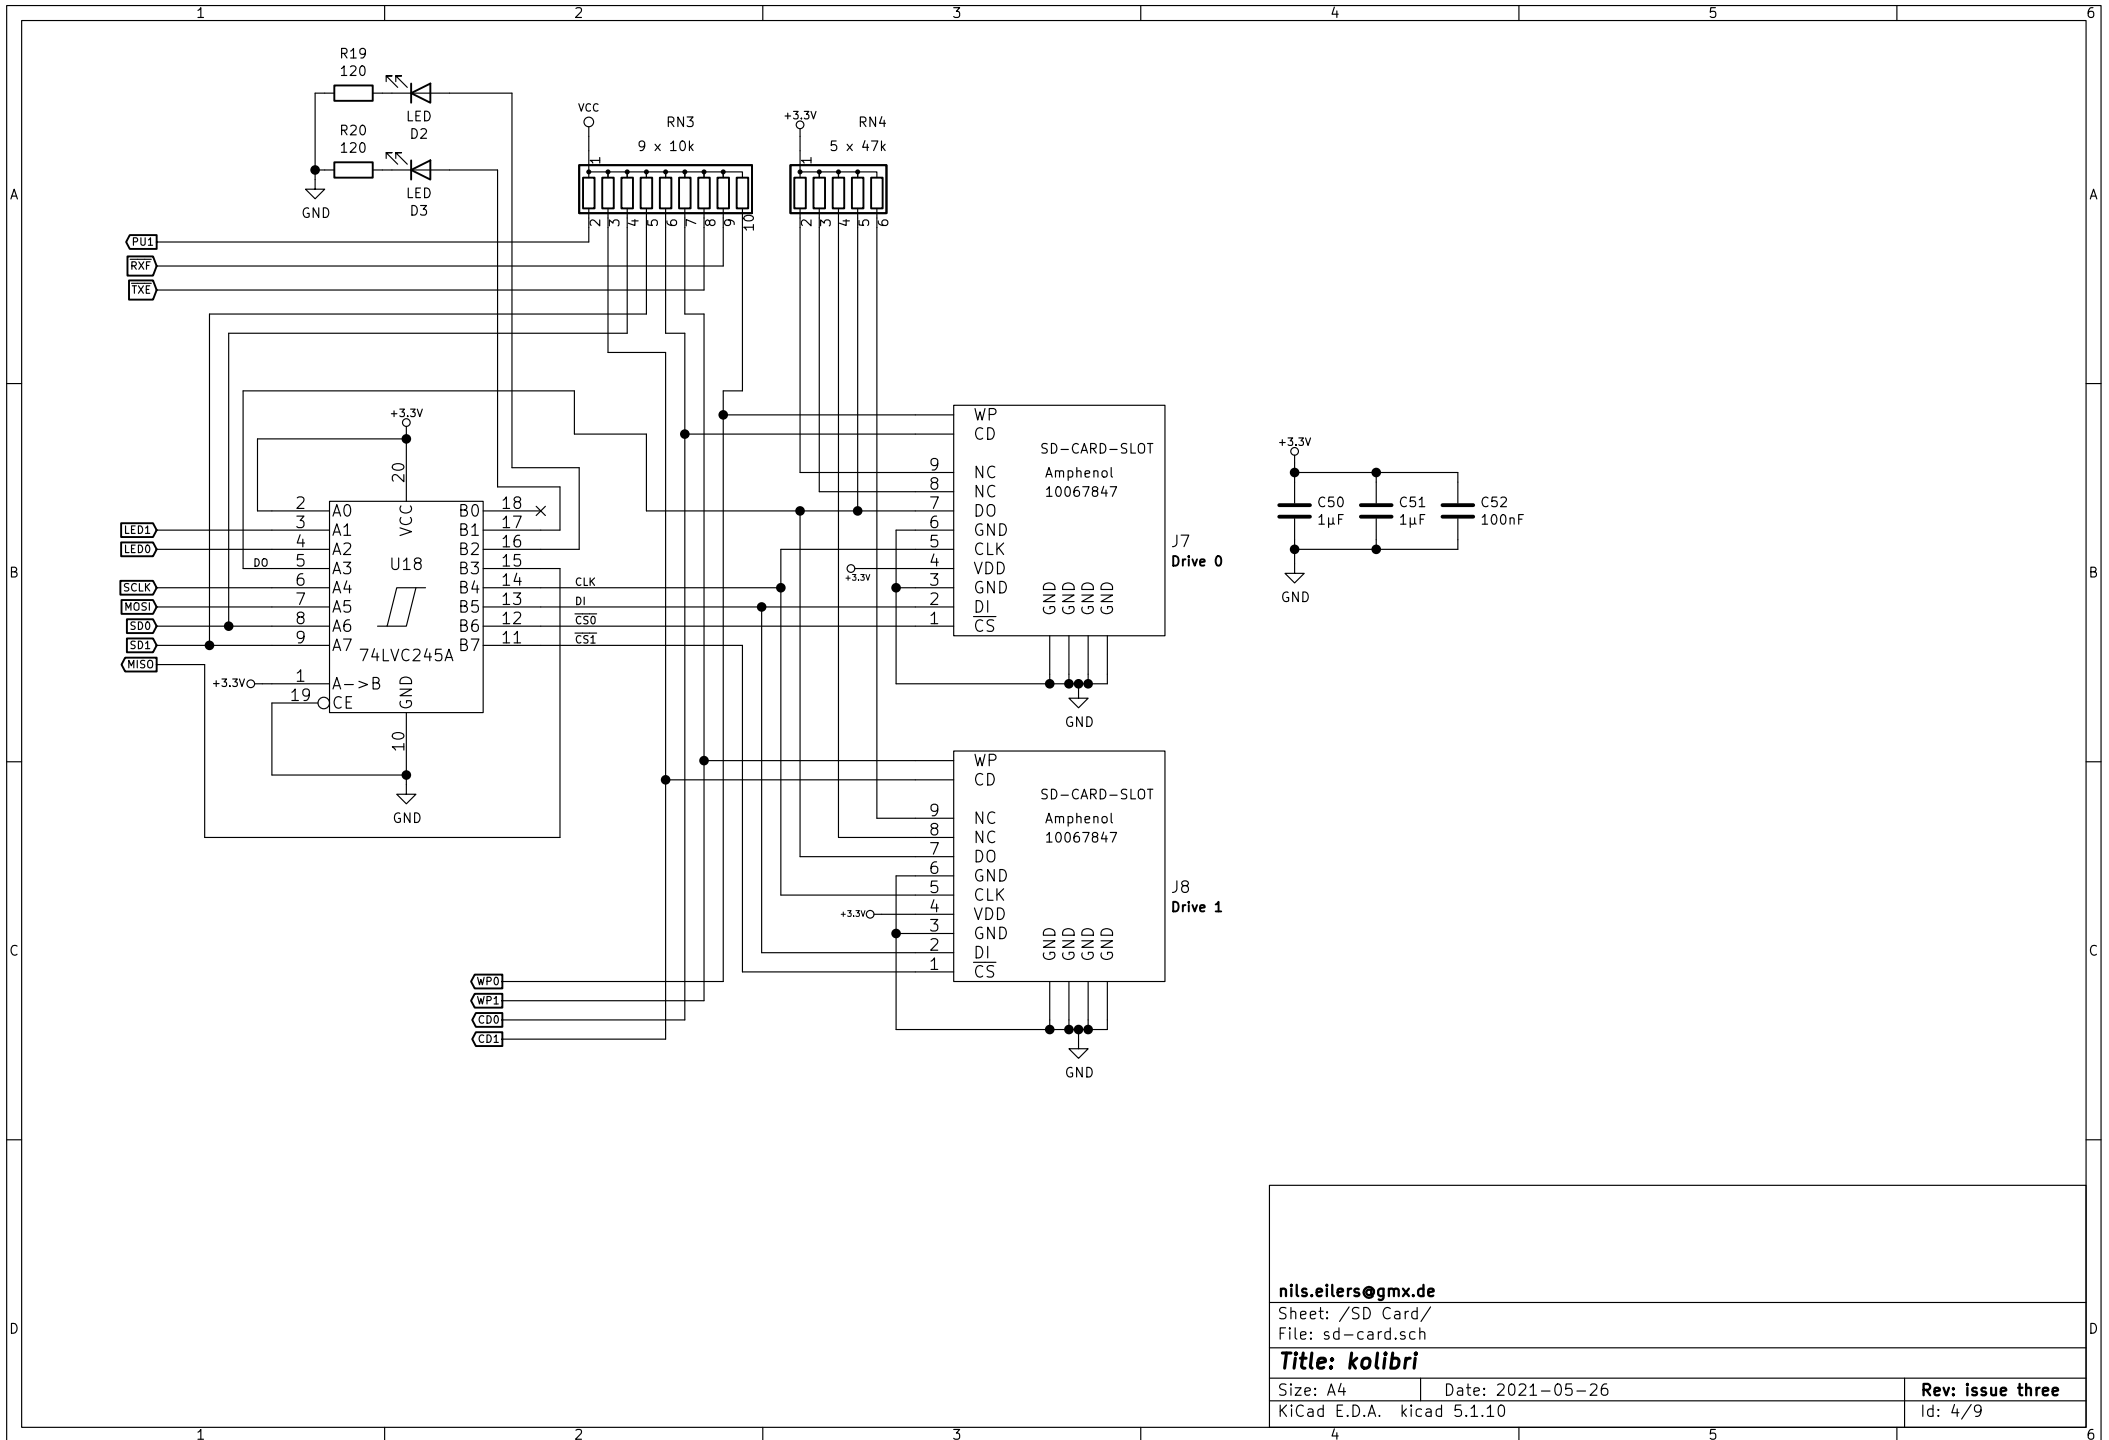 1 2 3 4 5 6
R19
120
LED
D2
R20
120
LED
D3
GND
VCC
RN3
9 x 10k
1
2 3 4 5 6 7 8 9 10
+3.3V
RN4
5 x 47k
1
2 3 4 5 6
A A
PU1
RXF
TXE
+3.3V
20
VCC
2 A0 B0 18
LED1 3 A1 B1 17
LED0 4 A2 B2 16
DO 5 A3 U18 B3 15
SCLK 6 A4 B4 14 CLK
MOSI 7 A5 B5 13 DI
SD0 8 A6 B6 12 CS0
SD1 9 A7 B7 11 CS1
MISO
74LVC245A
+3.3V 1 A->B
19 CE
GND
10
GND
WP
CD
SD-CARD-SLOT
9 NC Amphenol
8 NC 10067847
7 DO
6 GND
5 CLK
4 VDD
+3.3V
3 GND
2 DI
1 CS
GND GND GND GND
J7
Drive 0
GND
+3.3V
C50
1µF
C51
1µF
C52
100nF
GND
B B
WP
CD
SD-CARD-SLOT
9 NC Amphenol
8 NC 10067847
7 DO
6 GND
5 CLK
+3.3V 4 VDD
3 GND
2 DI
1 CS
GND GND GND GND
J8
Drive 1
GND
C C
WP0
WP1
CD0
CD1
D D
nils.eilers@gmx.de
Sheet: /SD Card/
File: sd-card.sch
Title: kolibri
Size: A4 Date: 2021-05-26 Rev: issue three
KiCad E.D.A. kicad 5.1.10 Id: 4/9
1 2 3 4 5 6